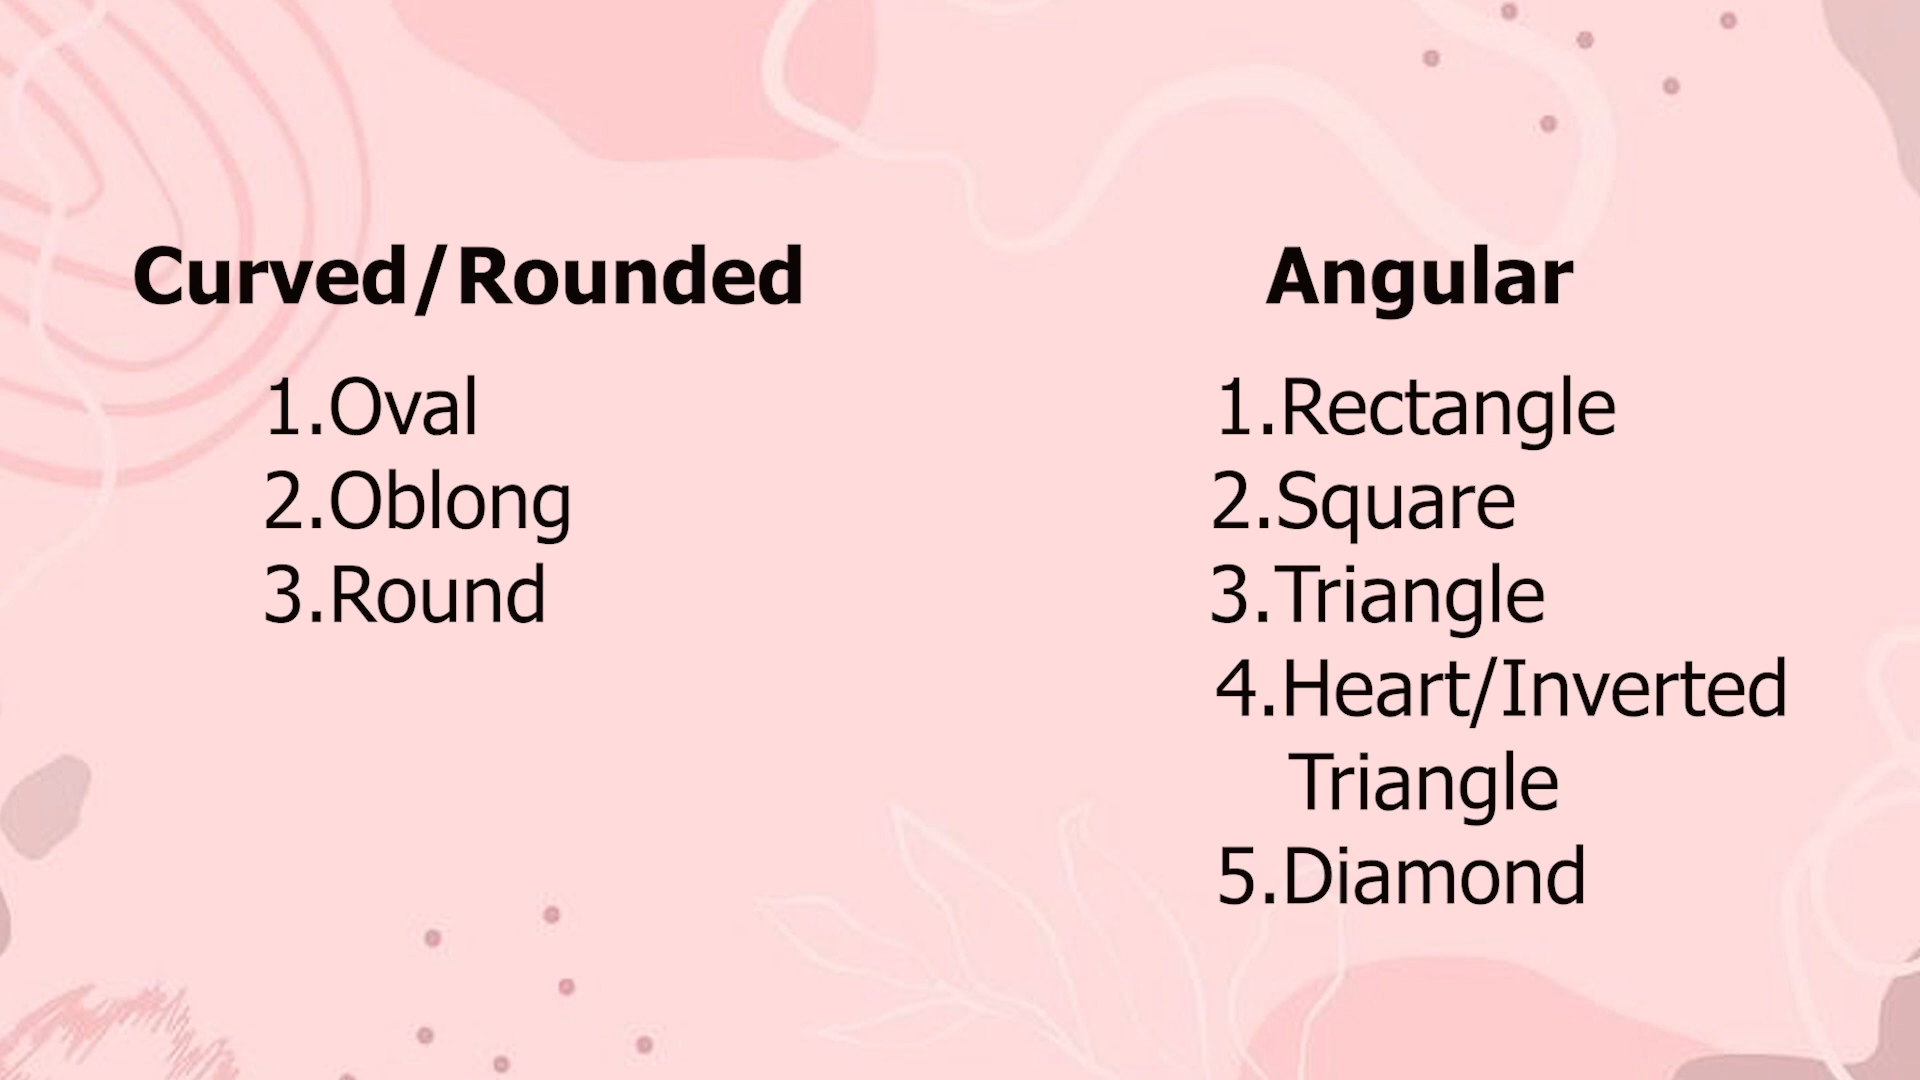 Curved/Rounded
1.Oval
2.Oblong
3.Round
Angular
1.Rectangle
2.Square
3.Triangle
4.Heart/Inverted
Triangle
5.Diamond